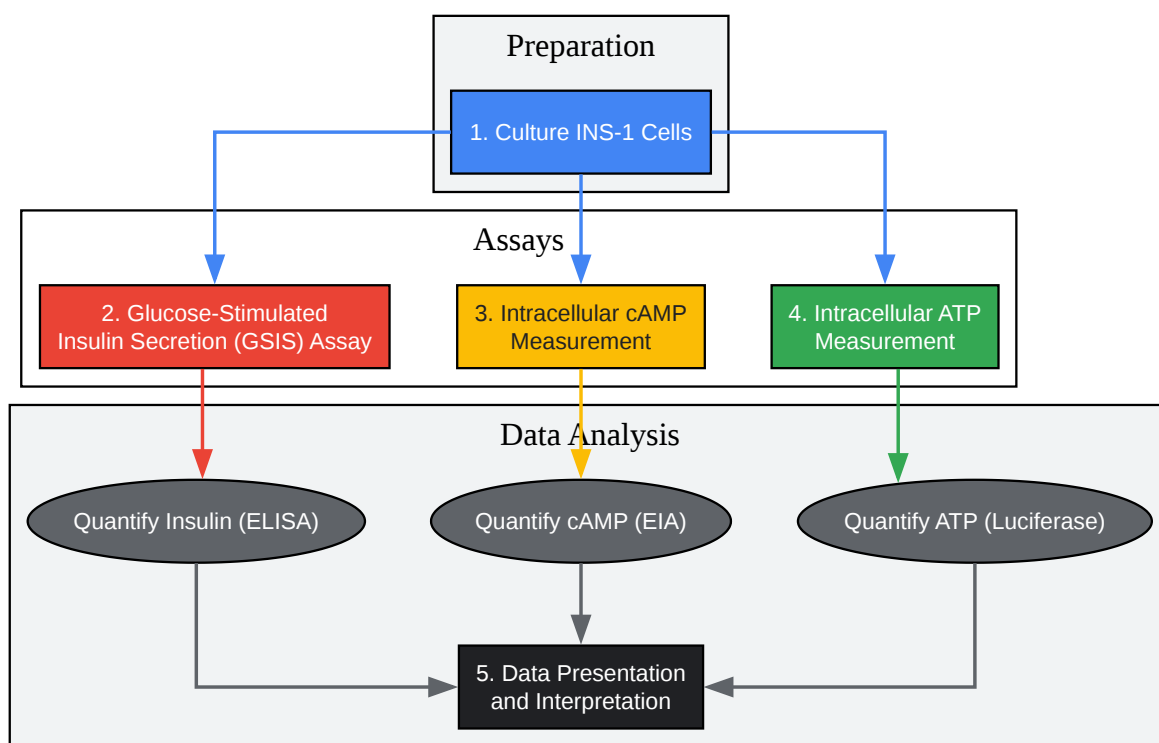 Preparation
1. Culture INS-1 Cells
Assays
2. Glucose-Stimulated
Insulin Secretion (GSIS) Assay
3. Intracellular cAMP
Measurement
4. Intracellular ATP
Measurement
Data Analysis
Quantify Insulin (ELISA)
Quantify cAMP (EIA)
Quantify ATP (Luciferase)
5. Data Presentation
and Interpretation